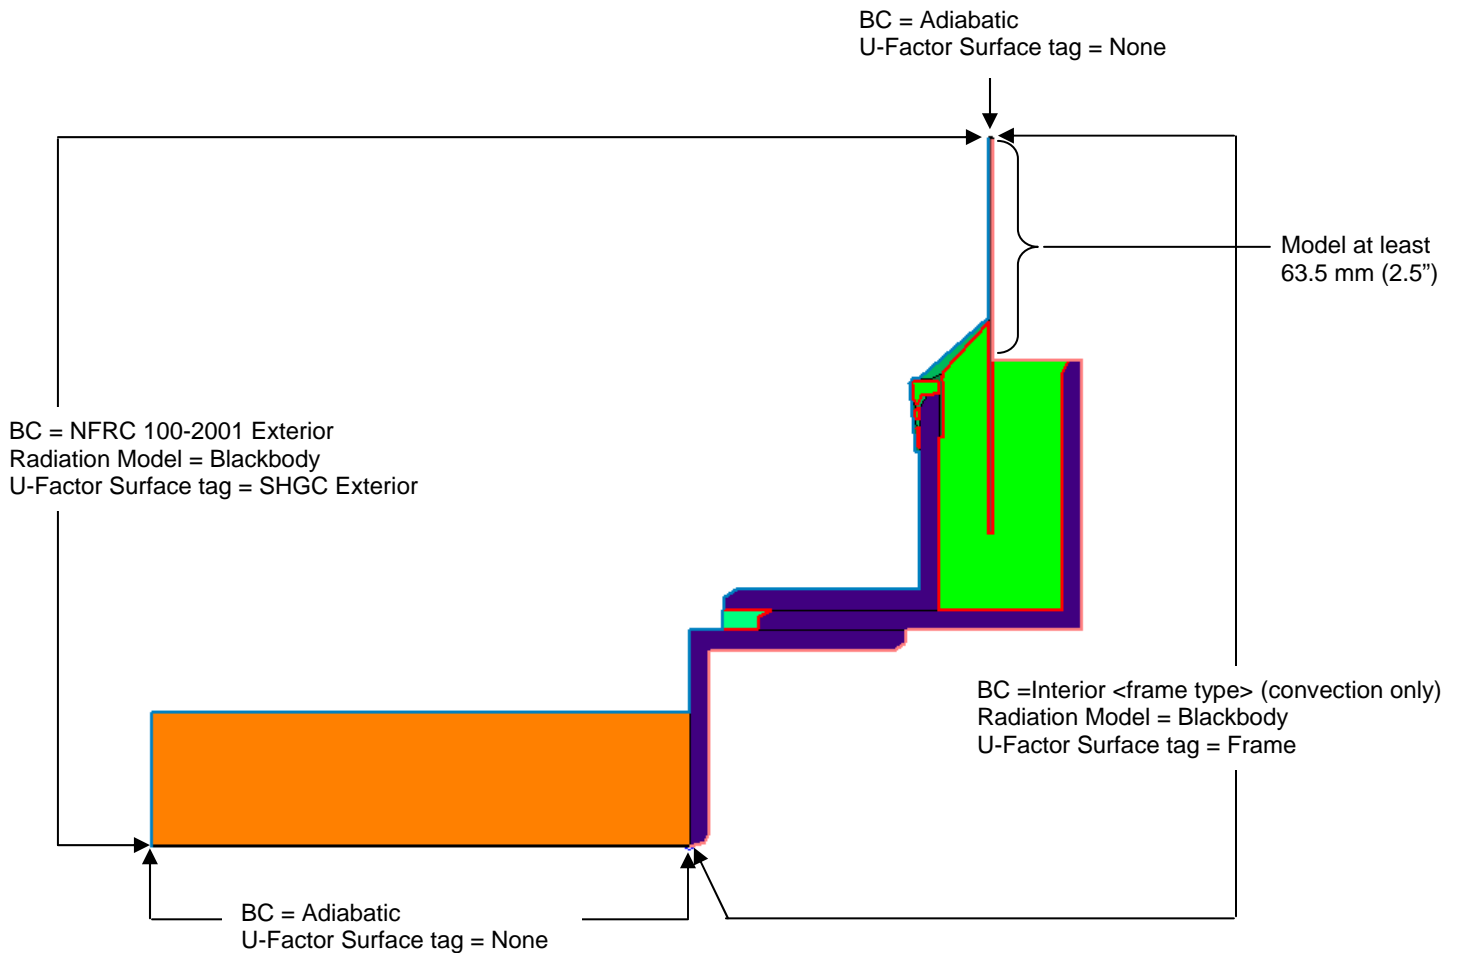 BC = Adiabatic
U-Factor Surface tag = None
Model at least
63.5 mm (2.5”)
BC = NFRC 100-2001 Exterior
Radiation Model = Blackbody
U-Factor Surface tag = SHGC Exterior
BC =Interior <frame type> (convection only)
Radiation Model = Blackbody
U-Factor Surface tag = Frame
BC = Adiabatic
U-Factor Surface tag = None